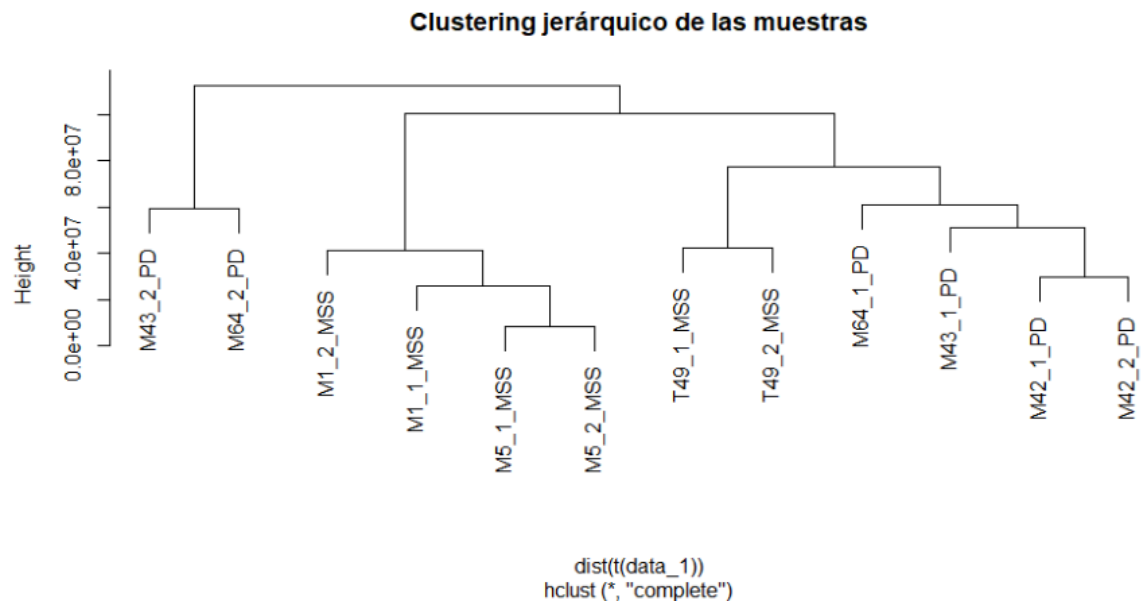 Clustering jerárquico de las muestras
Height
0.0e+00
4.0e+07
8.0e+07
M43_2_PD
M64_2_PD
M1_2_MSS
M1_1_MSS
M5_1_MSS
M5_2_MSS
T49_1_MSS
T49_2_MSS
M64_1_PD
M43_1_PD
M42_1_PD
M42_2_PD
dist(t(data_1))
hclust (*, "complete")